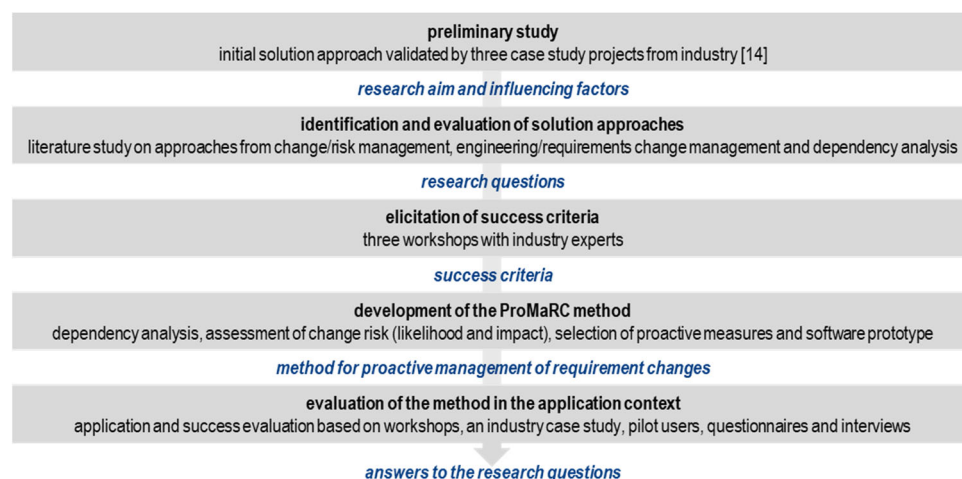 preliminary study
initial solution approach validated by three case study projects from industry [14]
research aim and influencing factors
identification and evaluation of solution approaches
literature study on approaches from change/risk management, engineering/requirements change management and dependency analysis
research questions
elicitation of success criteria
three workshops with industry experts
success criteria
development of the ProMaRC method
dependency analysis, assessment of change risk (likelihood and impact), selection of proactive measures and software prototype
method for proactive management of requirement changes
evaluation of the method in the application context
application and success evaluation based on workshops, an industry case study, pilot users, questionnaires and interviews
answers to the research questions